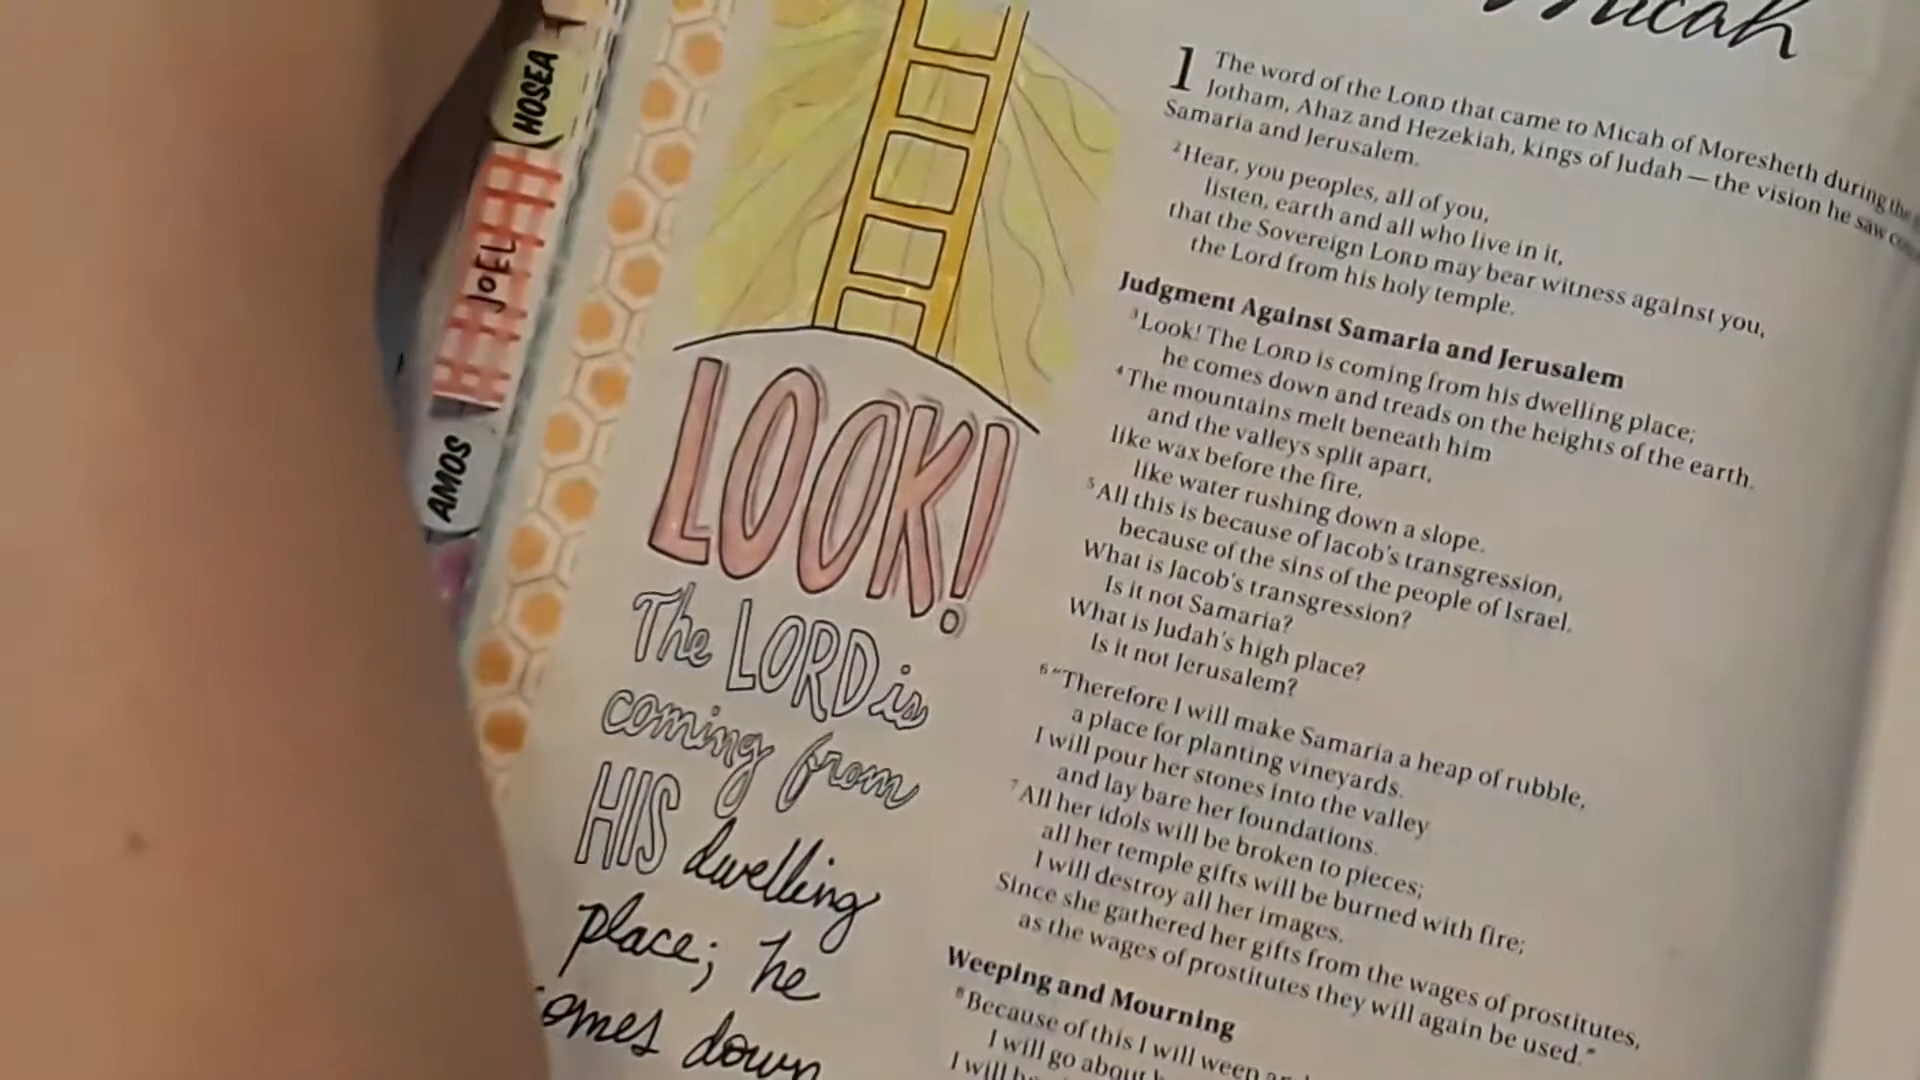 HOSEA
JOEL
AMOS
LOOK!
The LORD is
coming from
HIS dwelling
place; he
comes down
Micah
1 The word of the LORD that came to Micah of Moresheth during the
Jotham, Ahaz and Hezekiah, kings of Judah—the vision he saw
Samaria and Jerusalem.
2 Hear, you peoples, all of you,
listen, earth and all who live in it,
that the Sovereign LORD may bear witness against you,
the Lord from his holy temple.
Judgment Against Samaria and Jerusalem
3 Look! The LORD is coming from his dwelling place;
he comes down and treads on the heights of the earth.
4 The mountains melt beneath him
and the valleys split apart,
like wax before the fire,
like water rushing down a slope.
5 All this is because of Jacob's transgression,
because of the sins of the people of Israel.
What is Jacob's transgression?
Is it not Samaria?
What is Judah's high place?
Is it not Jerusalem?
6 "Therefore I will make Samaria a heap of rubble,
a place for planting vineyards.
I will pour her stones into the valley
and lay bare her foundations.
7 All her idols will be broken to pieces;
all her temple gifts will be burned with fire;
I will destroy all her images.
Since she gathered her gifts from the wages of prostitutes,
as the wages of prostitutes they will again be used."
Weeping and Mourning
8 Because of this I will weep
I will go about
I will